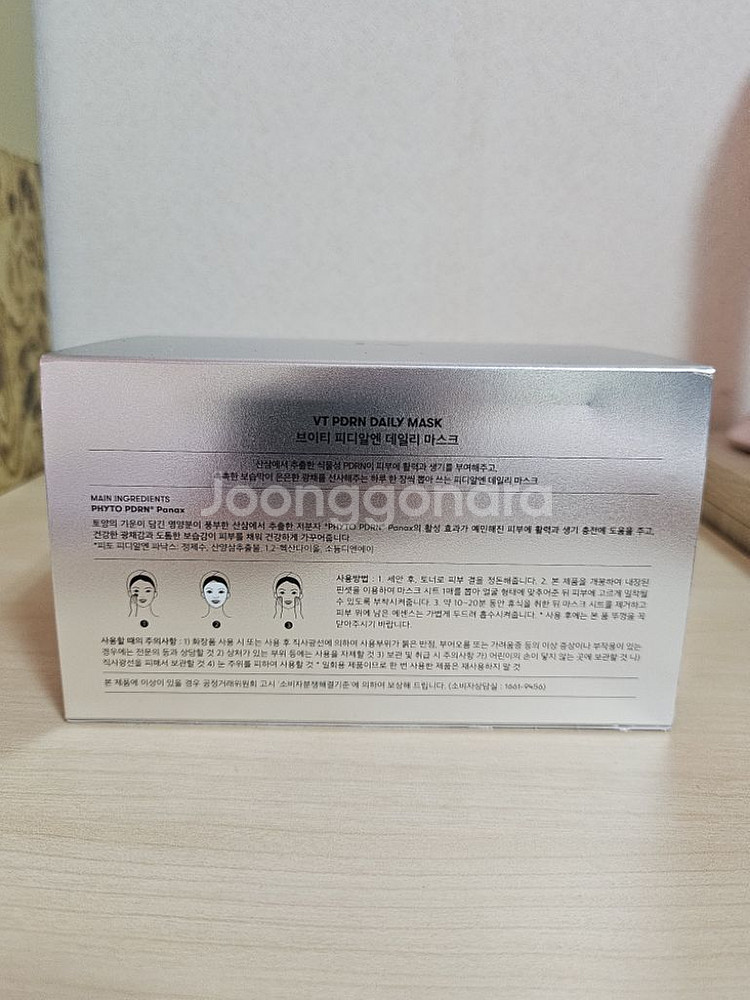 VT PDRN DAILY MASK
브이티 피디알엔 데일리 마스크
산삼에서 추출한 식물성 PDRN이 피부에 활력과 생기를 부여해주고,
촉촉한 보습막이 은은한 광채를 선사해주는 하루 한 장씩 뽑아 쓰는 피디알엔 데일리 마스크
Joonggonara
MAIN INGREDIENTS
PHYTO PDRN® Panax
토양의 기운이 담긴 영양분이 풍부한 산삼에서 추출한 저분자 *PHYTO PDRN® Panax의 활성 효과가 예민해진 피부에 활력과 생기 충전에 도움을 주고,
건강한 광채감과 도톰한 보습감이 피부를 채워 건강하게 가꾸어줍니다
*피토 피디알엔 파낙스: 정제수, 산양삼추출물, 1,2-헥산다이올, 소듐디엔에이
사용방법 : 1. 세안 후, 토너로 피부 결을 정돈해줍니다. 2. 본 제품을 개봉하여 내장된
핀셋을 이용하여 마스크 시트 1매를 뽑아 얼굴 형태에 맞추어준 뒤 피부에 고르게 밀착될
수 있도록 부착시켜줍니다. 3. 약 10~20분 동안 휴식을 취한 뒤 마스크 시트를 제거하고
피부 위에 남은 에센스는 가볍게 두드려 흡수시켜줍니다. * 사용 후에는 본 품 뚜껑을 꼭
닫아주시기 바랍니다.
1 2 3
사용할 때의 주의사항 : 1) 화장품 사용 시 또는 사용 후 직사광선에 의하여 사용부위가 붉은 반점, 부어오름 또는 가려움증 등의 이상 증상이나 부작용이 있는
경우에는 전문의 등과 상담할 것 2) 상처가 있는 부위 등에는 사용을 자제할 것 3) 보관 및 취급 시 주의사항 가) 어린이의 손이 닿지 않는 곳에 보관할 것 나)
직사광선을 피해서 보관할 것 4) 눈 주위를 피하여 사용할 것 * 일회용 제품이므로 한 번 사용한 제품은 재사용하지 말 것
본 제품에 이상이 있을 경우 공정거래위원회 고시 '소비자분쟁해결기준'에 의하여 보상해 드립니다. (소비자상담실 : 1661-9456)